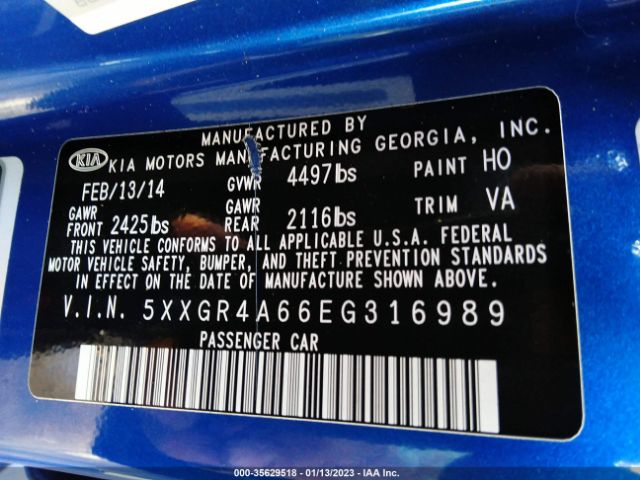 MANUFACTURED BY
KIA KIA MOTORS MANUFACTURING GEORGIA, INC.
FEB/13/14 GVWR 4497lbs PAINT HO
GAWR FRONT 2425lbs GAWR REAR 2116lbs TRIM VA
THIS VEHICLE CONFORMS TO ALL APPLICABLE U.S.A. FEDERAL
MOTOR VEHICLE SAFETY, BUMPER, AND THEFT PREVENTION STANDARDS
IN EFFECT ON THE DATE OF MANUFACTURE SHOWN ABOVE.
V.I.N. 5XXGR4A66EG316989
PASSENGER CAR
000-35629518 - 01/13/2023 - IAA Inc.